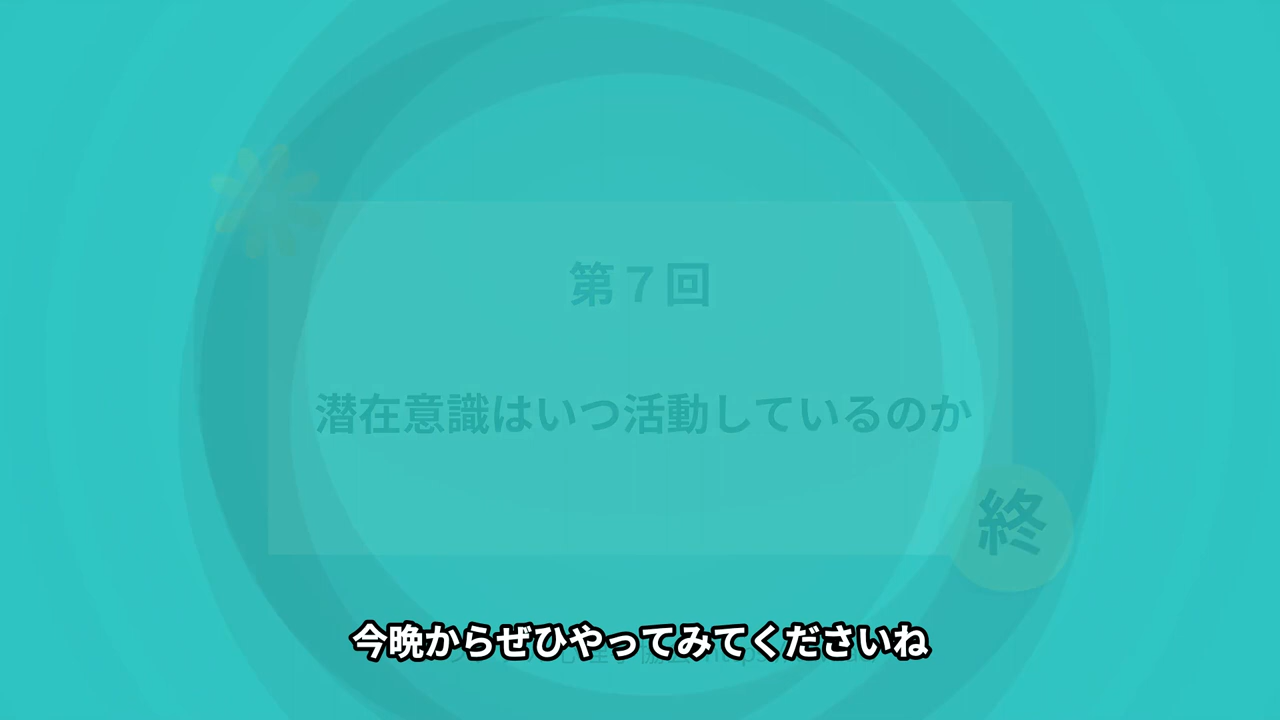 第7回
潜在意識はいつ活動しているのか
終
今晩からぜひやってみてくださいね